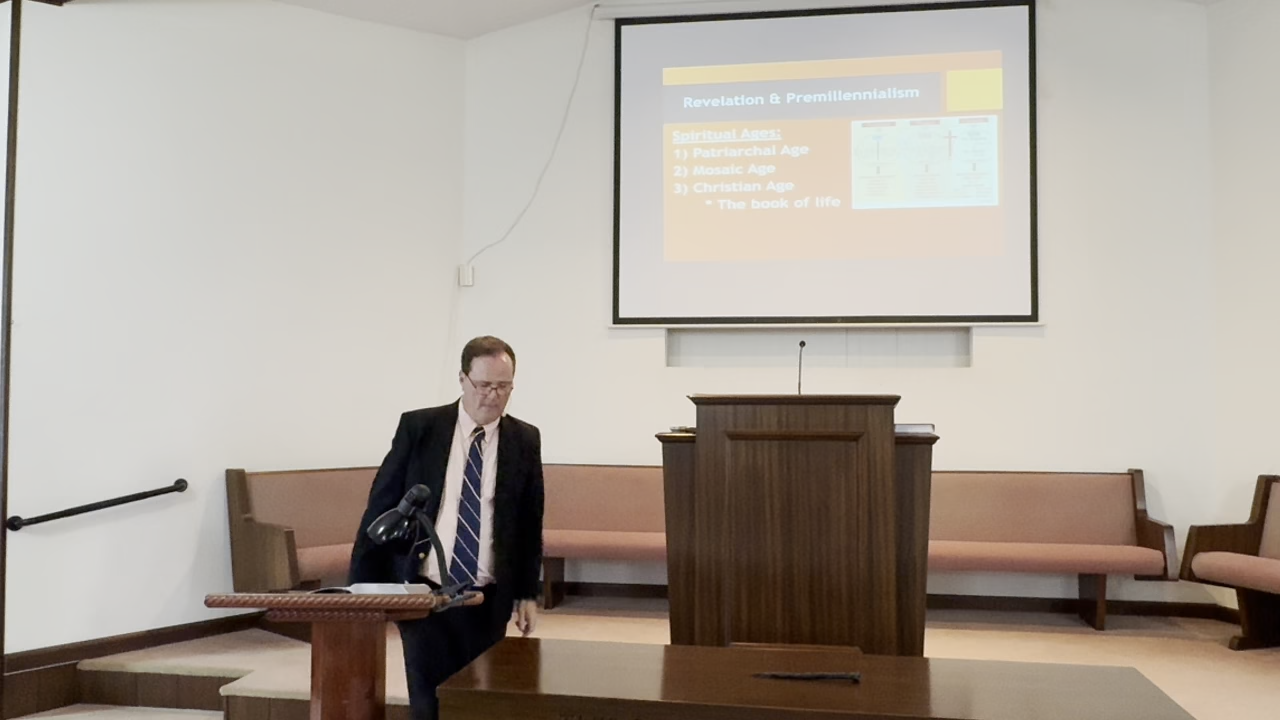 Revelation & Premillennialism
Spiritual Ages:
1) Patriarchal Age
2) Mosaic Age
3) Christian Age
* The book of life